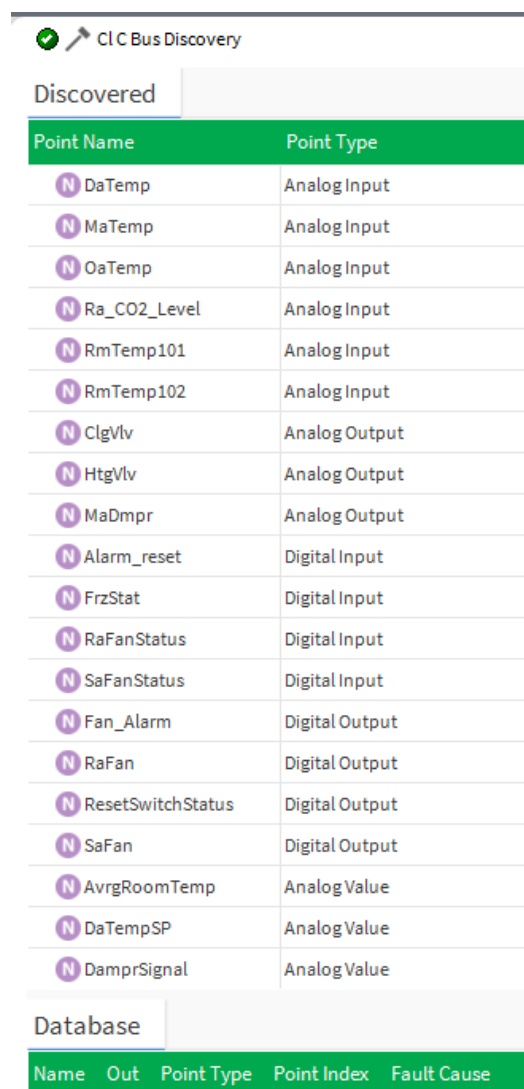 Cl C Bus Discovery
Discovered
Point Name Point Type
N DaTemp Analog Input
N MaTemp Analog Input
N OaTemp Analog Input
N Ra_CO2_Level Analog Input
N RmTemp101 Analog Input
N RmTemp102 Analog Input
N ClgVlv Analog Output
N HtgVlv Analog Output
N MaDmpr Analog Output
N Alarm_reset Digital Input
N FrzStat Digital Input
N RaFanStatus Digital Input
N SaFanStatus Digital Input
N Fan_Alarm Digital Output
N RaFan Digital Output
N ResetSwitchStatus Digital Output
N SaFan Digital Output
N AvrgRoomTemp Analog Value
N DaTempSP Analog Value
N DamprSignal Analog Value
Database
Name Out Point Type Point Index Fault Cause